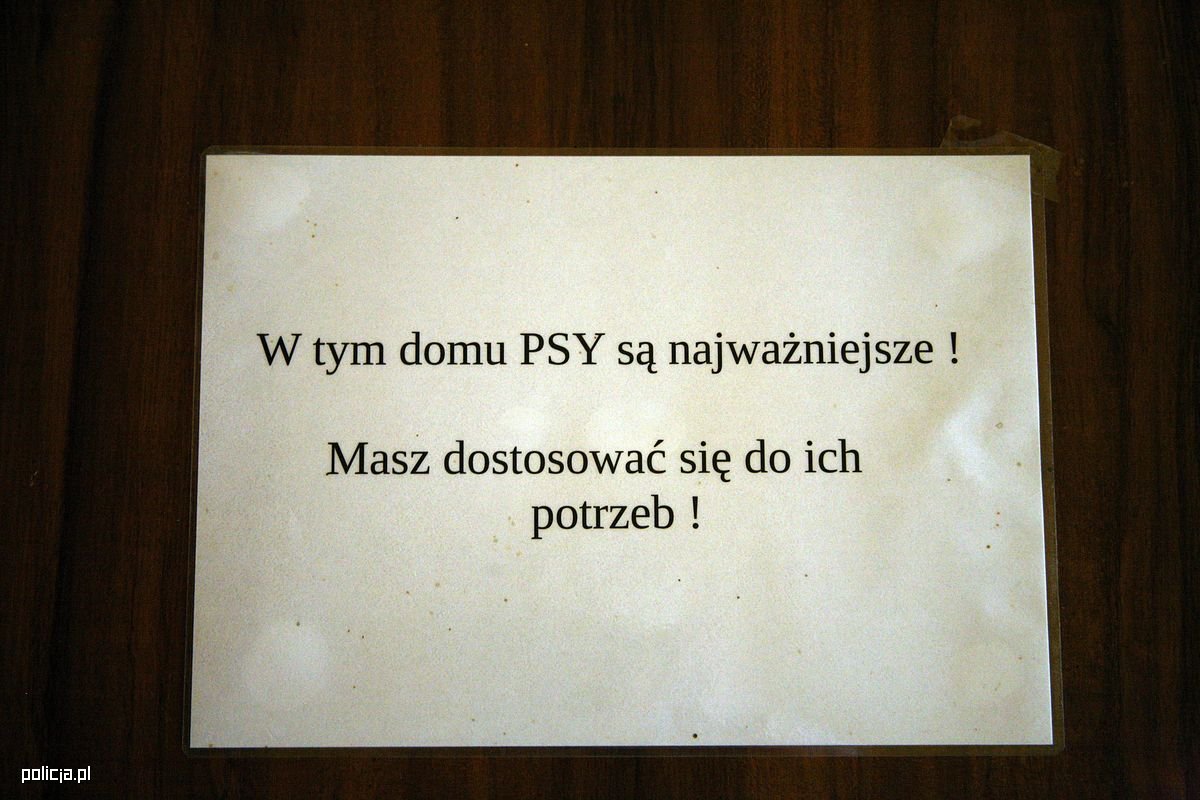 W tym domu PSY są najważniejsze !
Masz dostosować się do ich
potrzeb !
policja.pl